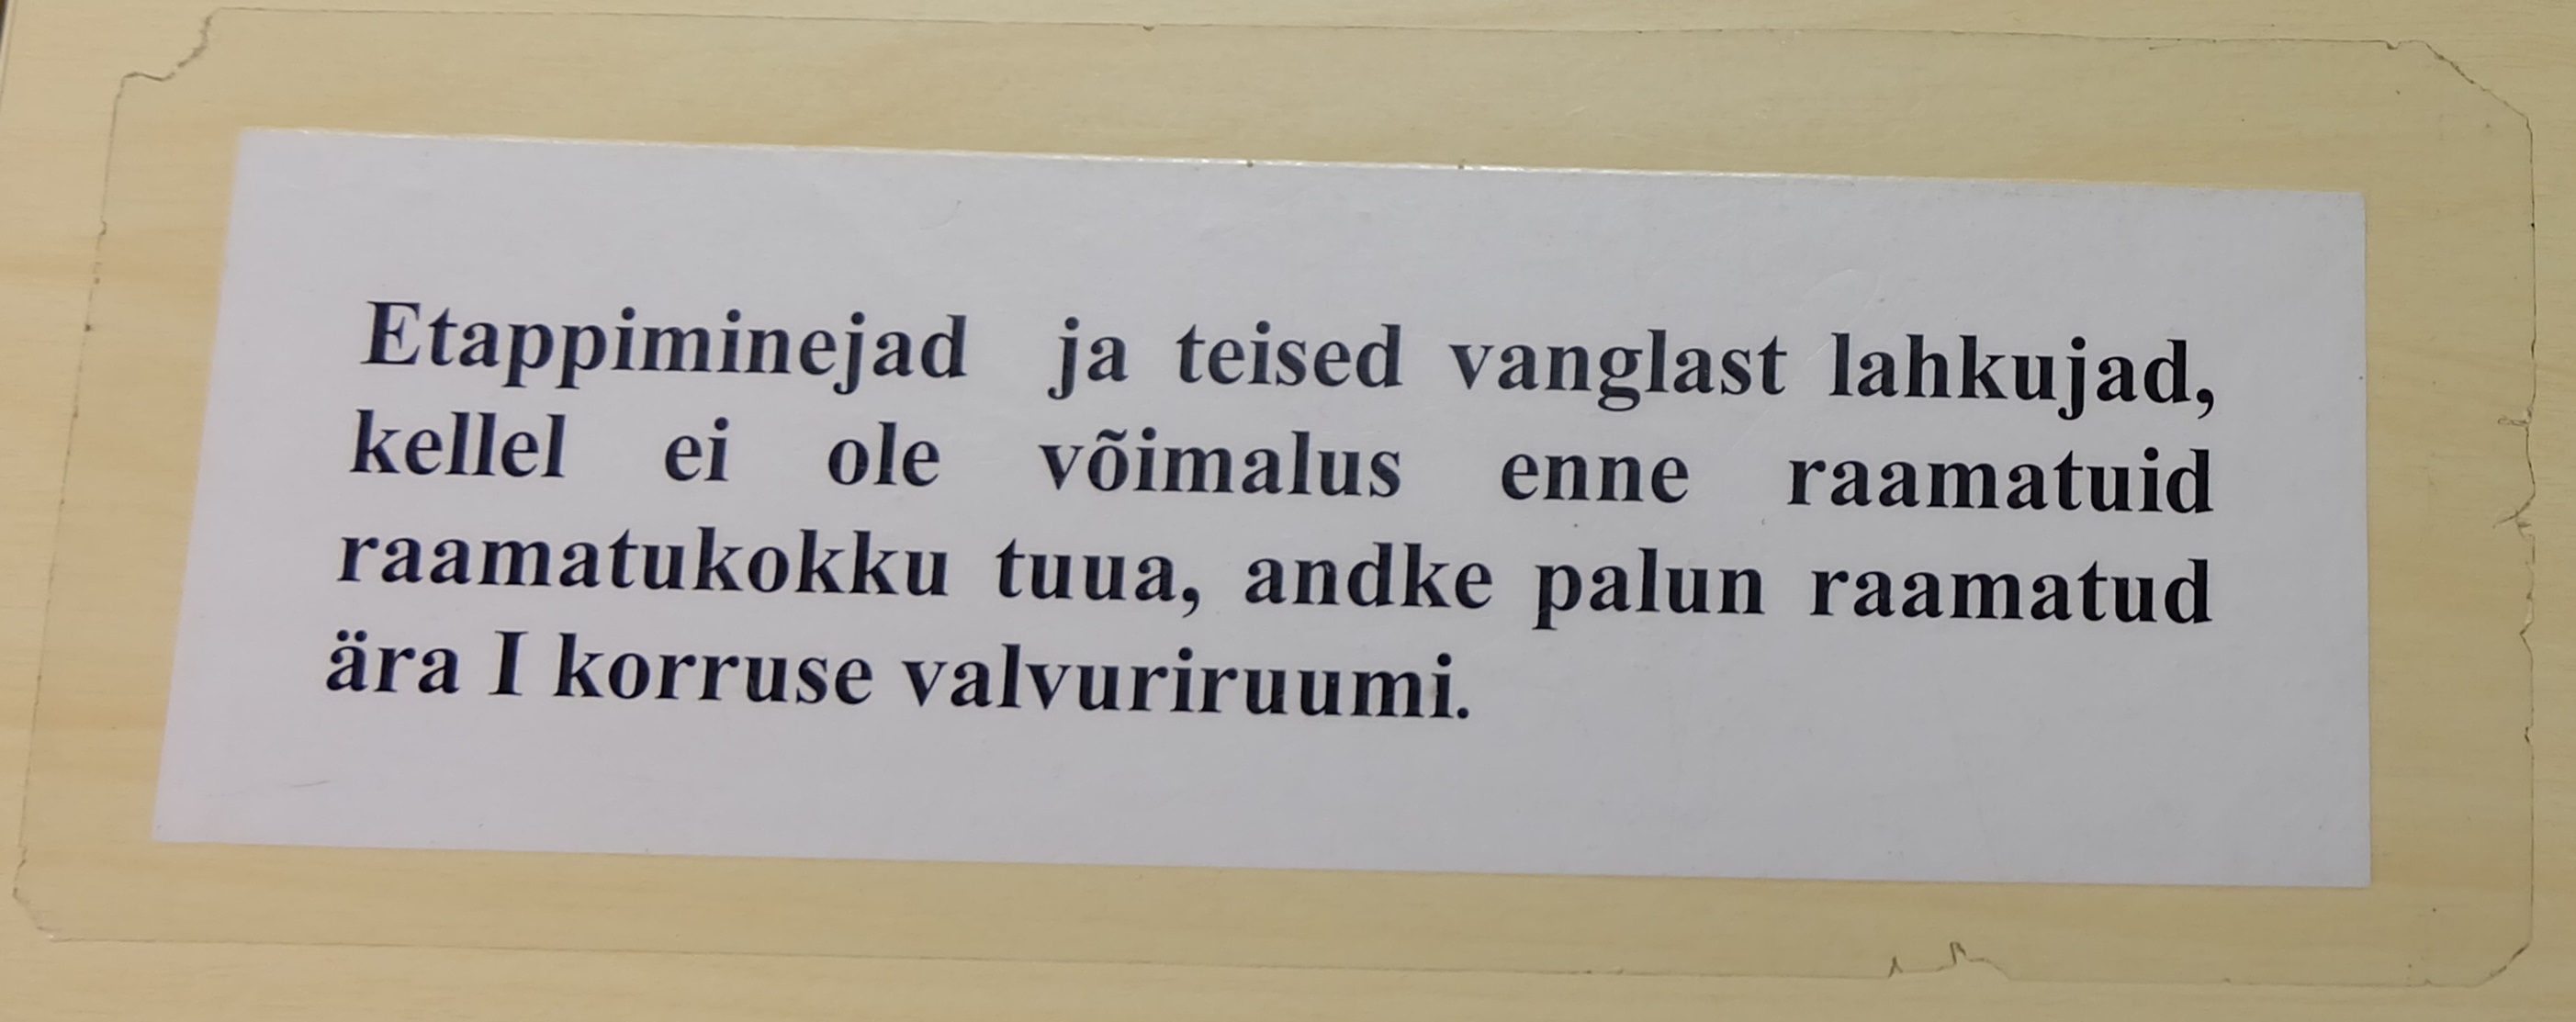 Etappiminejad ja teised vanglast lahkujad,
kellel ei ole võimalus enne raamatuid
raamatukokku tuua, andke palun raamatud
ära I korruse valvuriruumi.